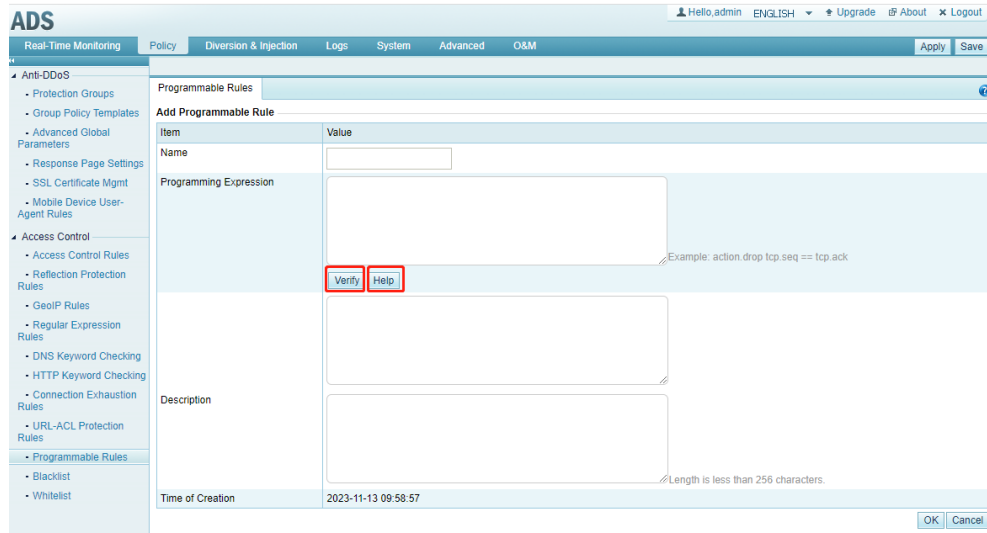 Hello,admin ENGLISH Upgrade About Logout
ADS
Real-Time Monitoring Policy Diversion & Injection Logs System Advanced O&M Apply Save
Anti-DDoS
Protection Groups
Group Policy Templates
Advanced Global
Parameters
Response Page Settings
SSL Certificate Mgmt
Mobile Device User-
Agent Rules
Access Control
Access Control Rules
Reflection Protection
Rules
GeoIP Rules
Regular Expression
Rules
DNS Keyword Checking
HTTP Keyword Checking
Connection Exhaustion
Rules
URL-ACL Protection
Rules
Programmable Rules
Blacklist
Whitelist
Programmable Rules
?
Add Programmable Rule
Item Value
Name
Programming Expression
Example: action.drop tcp.seq == tcp.ack
Verify Help
Description
Length is less than 256 characters.
Time of Creation 2023-11-13 09:58:57
OK Cancel